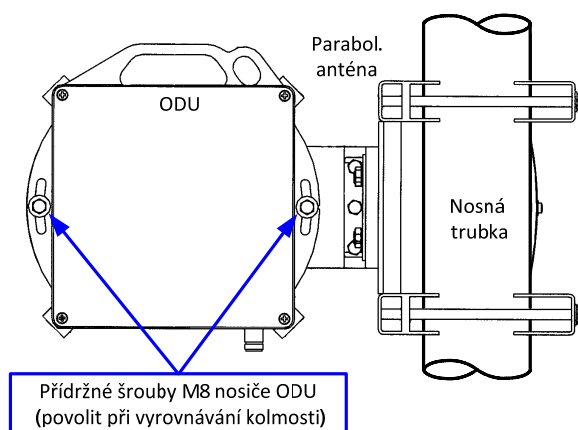 Parabol.
anténa
ODU
Nosná
trubka
Přídržné šrouby M8 nosiče ODU
(povolit při vyrovnávání kolmosti)